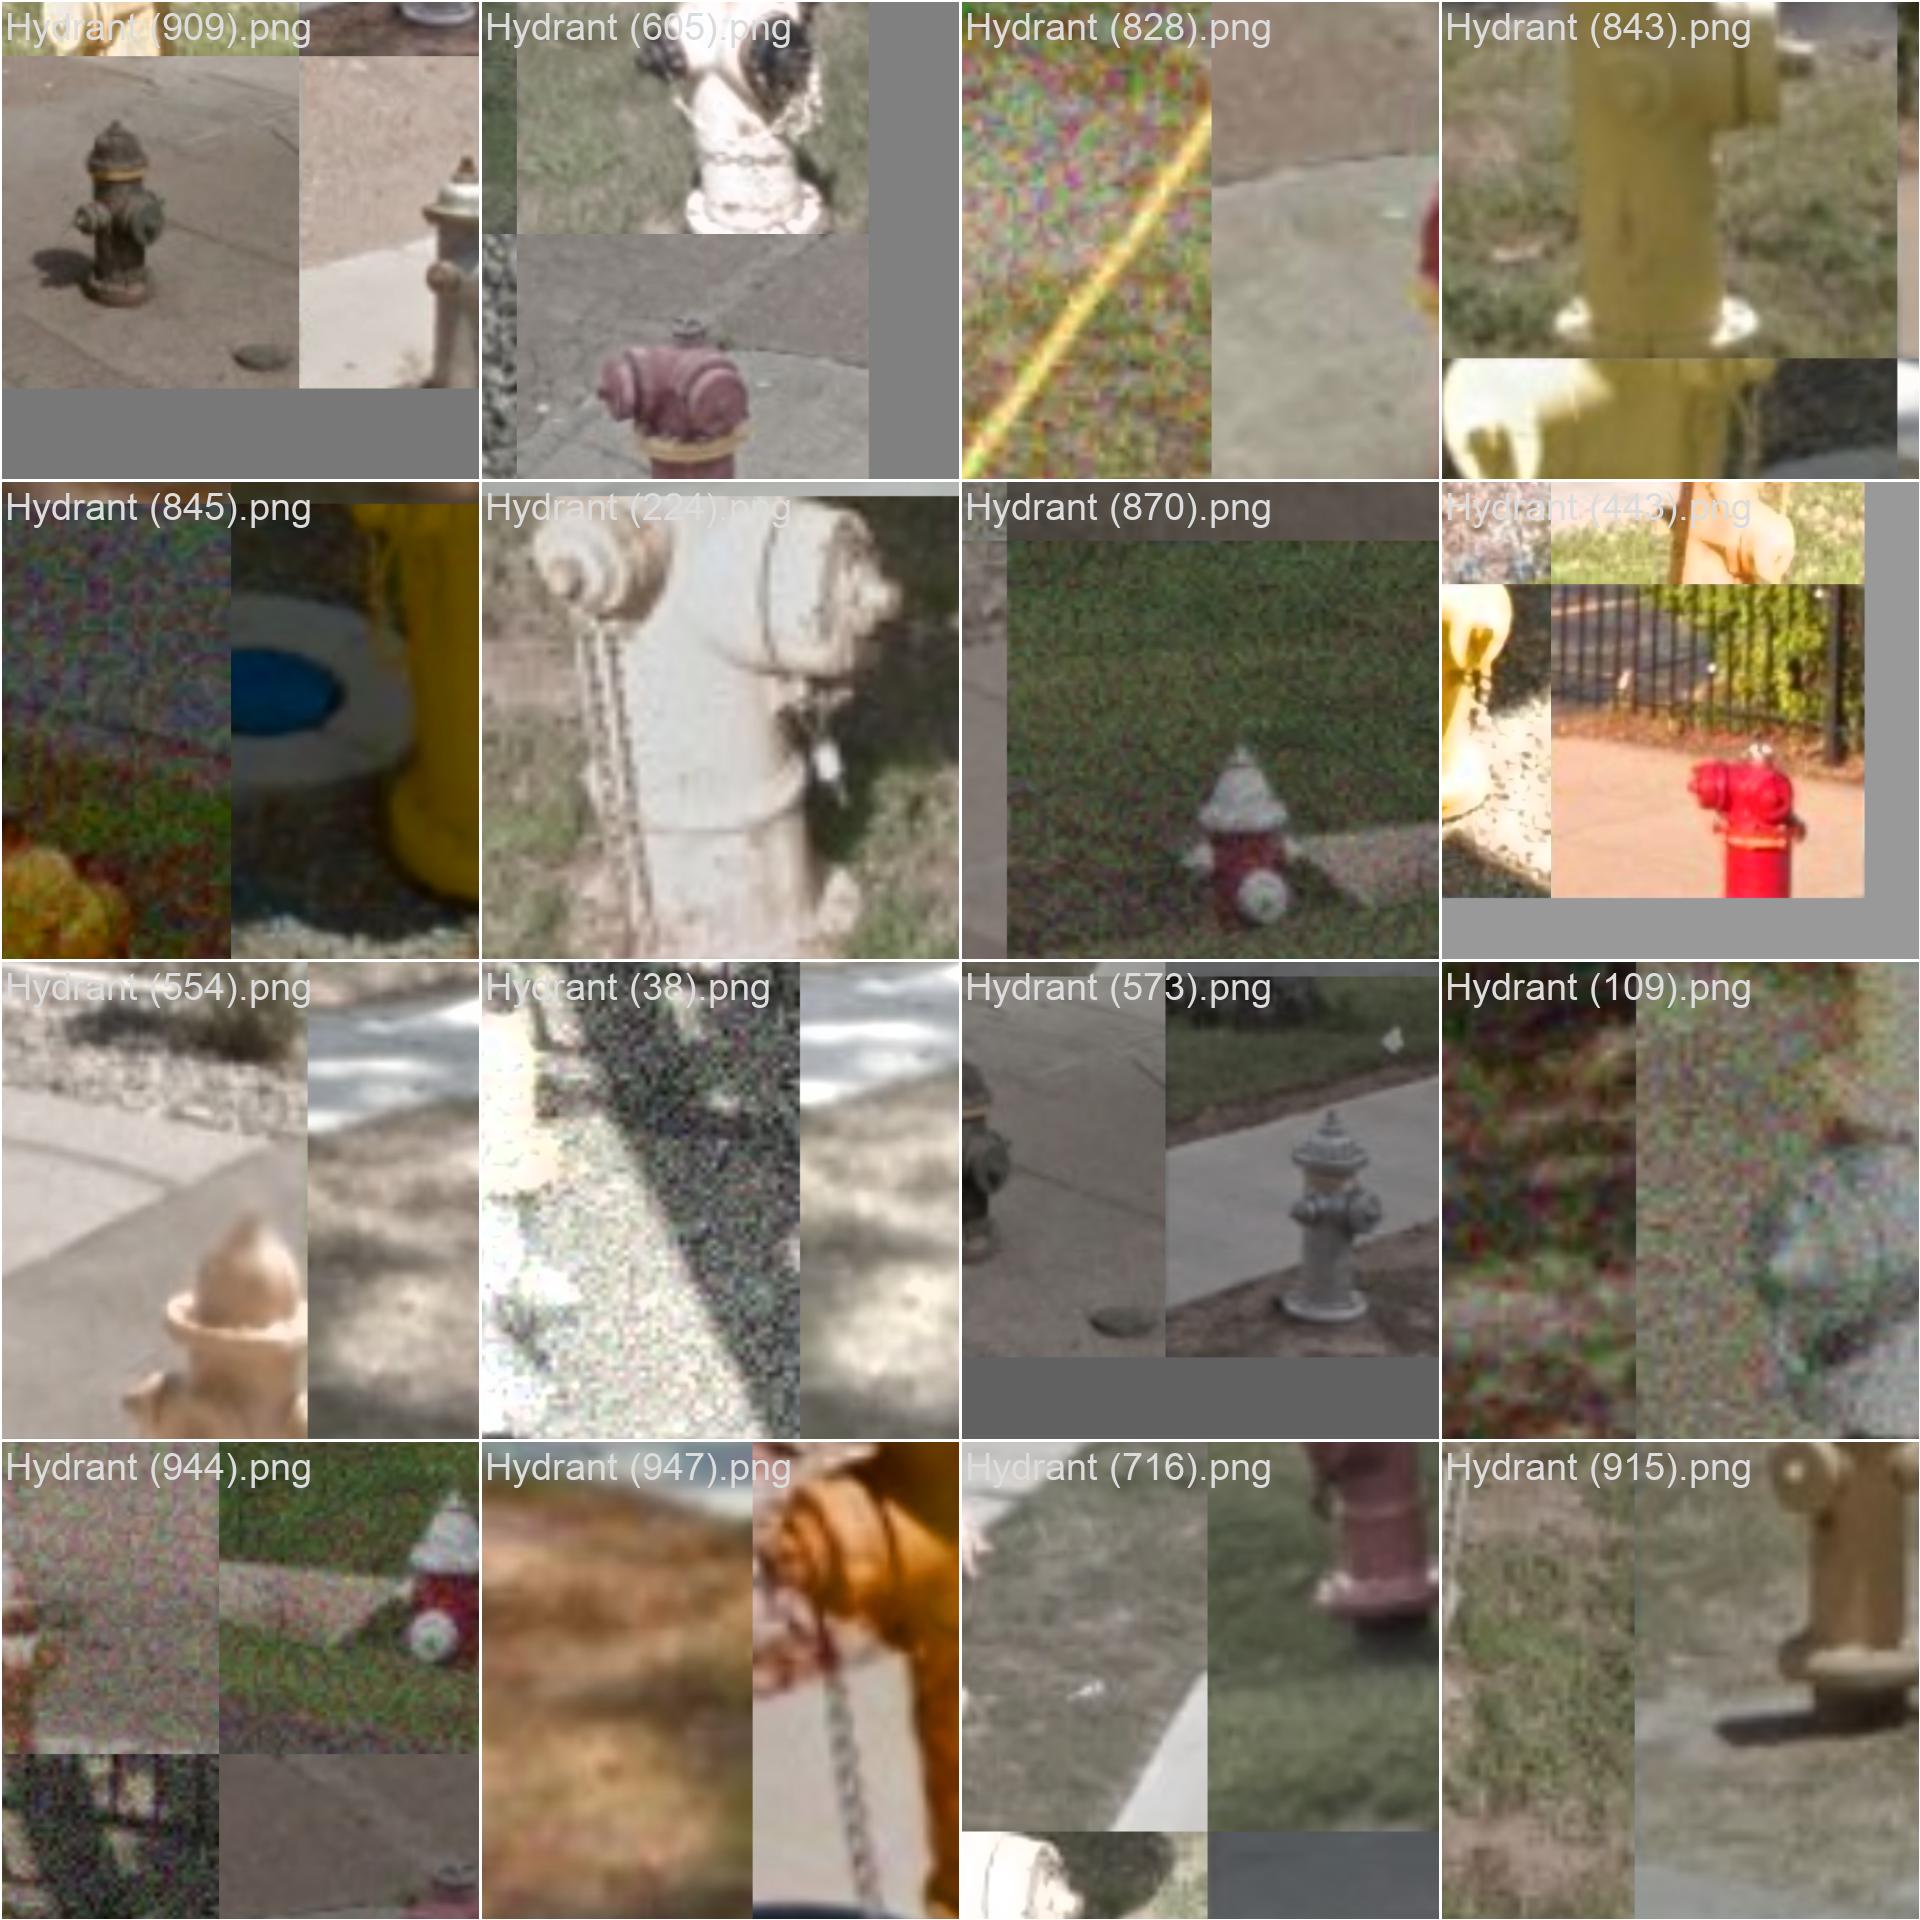 Hydrant (909).png
Hydrant (605).png
Hydrant (828).png
Hydrant (843).png
Hydrant (845).png
Hydrant (224).png
Hydrant (870).png
Hydrant (443).png
Hydrant (554).png
Hydrant (38).png
Hydrant (573).png
Hydrant (109).png
Hydrant (944).png
Hydrant (947).png
Hydrant (716).png
Hydrant (915).png